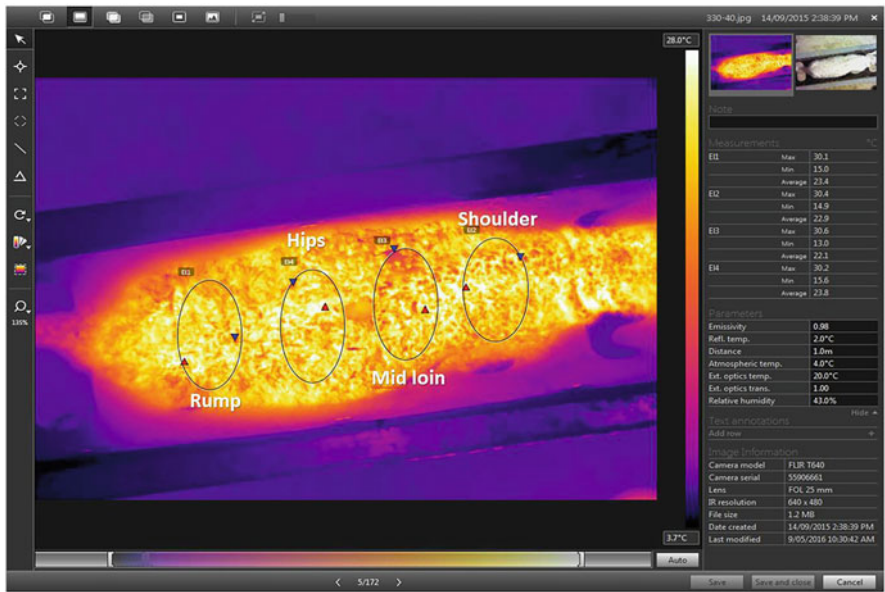 330-40.jpg 14/09/2015 2:38:39 PM ×
28.0°C
Note
Measurements °C
El1 Max 30.1
Min 15.0
Average 23.4
El2 Max 30.4
Min 14.9
Average 22.9
El3 Max 30.6
Min 13.0
Average 22.1
El4 Max 30.2
Min 15.6
Average 23.8
Shoulder
El2
Hips
El3
El4
El1
Mid loin
Rump
135%
Parameters
Emissivity 0.98
Refl. temp. 2.0°C
Distance 1.0m
Atmospheric temp. 4.0°C
Ext. optics temp. 20.0°C
Ext. optics trans. 1.00
Relative humidity 43.0%
Hide
Text annotations
Add row +
Image Information
Camera model FLIR T640
Camera serial 55906661
Lens FOL 25 mm
IR resolution 640 x 480
File size 1.2 MB
Date created 14/09/2015 2:38:39 PM
Last modified 9/05/2016 10:30:42 AM
3.7°C
Auto
5/172
Save Save and close Cancel